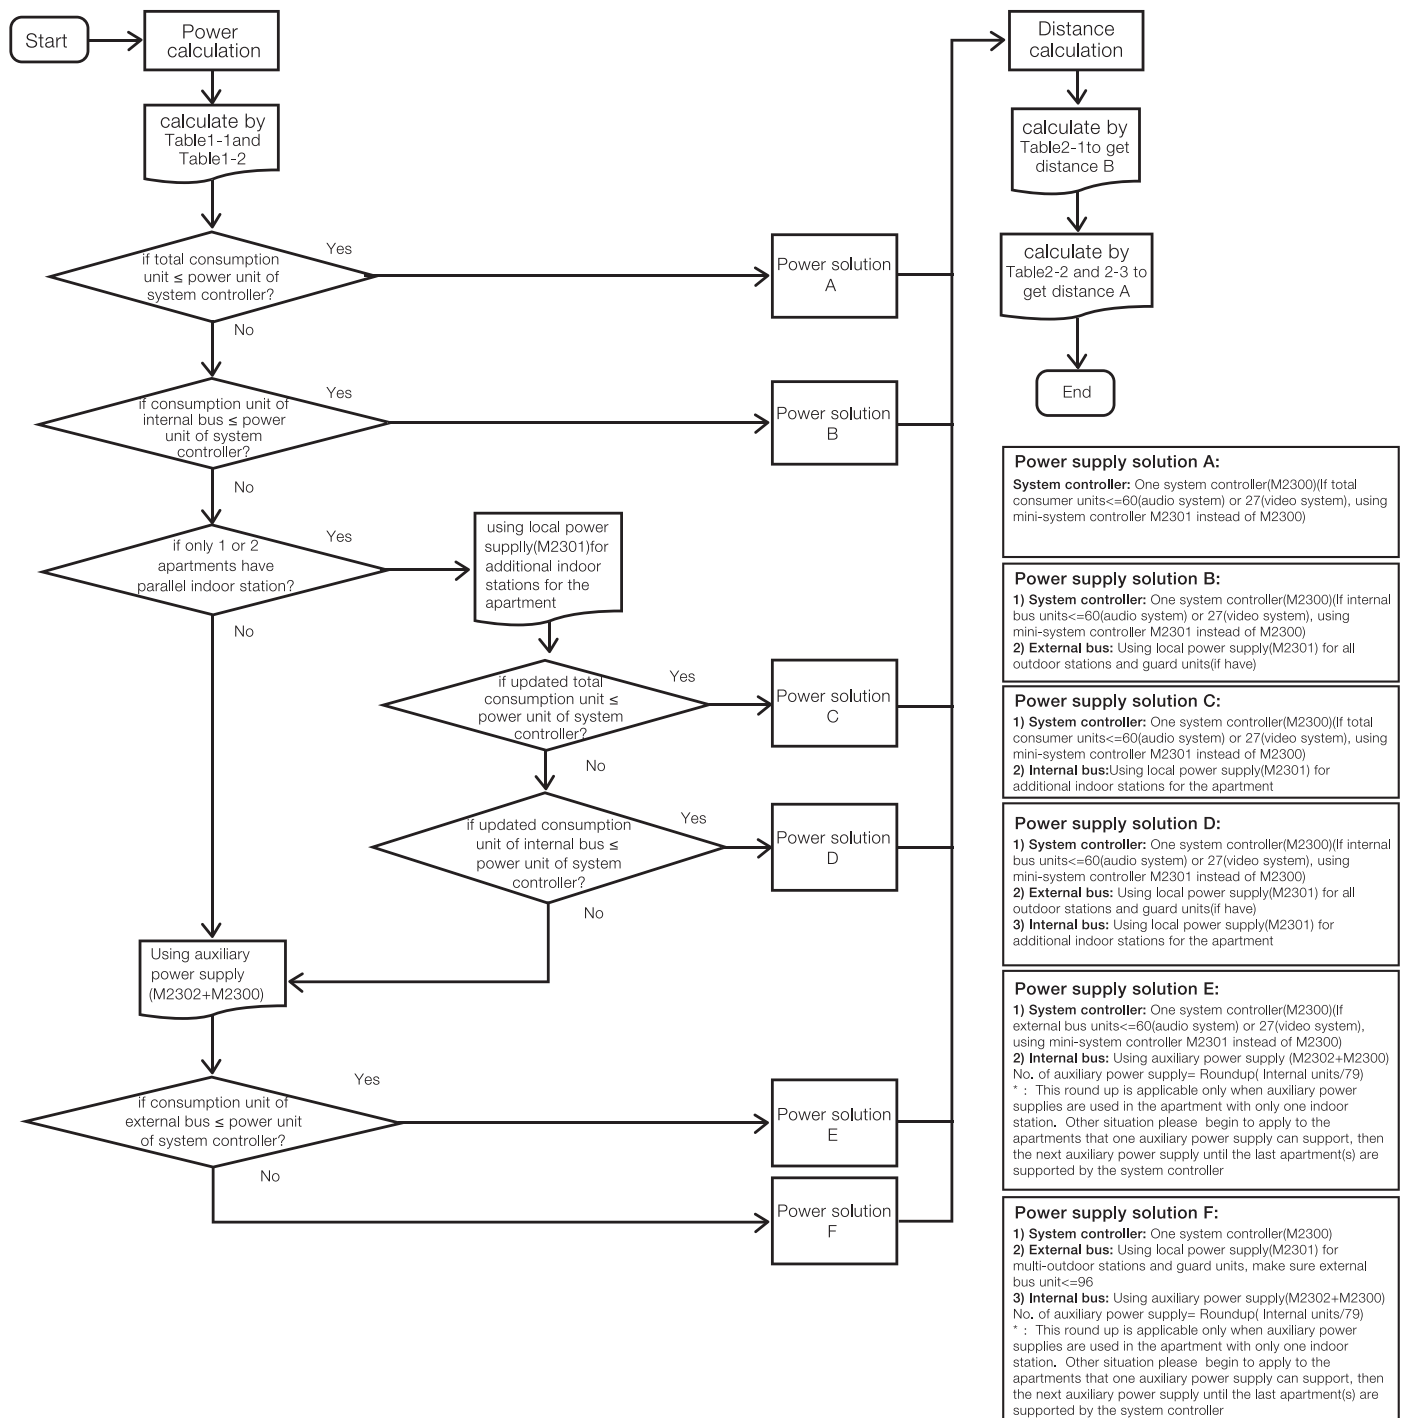 Start
Power
calculation
calculate by
Table1-1and
Table1-2
if total consumption
unit ≤ power unit of
system controller?
Yes
No
Power solution
A
if consumption unit of
internal bus ≤ power
unit of system
controller?
Yes
No
Power solution
B
if only 1 or 2
apartments have
parallel indoor station?
Yes
No
using local power
supplly(M2301)for
additional indoor
stations for the
apartment
if updated total
consumption unit ≤
power unit of system
controller?
Yes
No
Power solution
C
if updated consumption
unit of internal bus ≤
power unit of system
controller?
Yes
No
Power solution
D
Using auxiliary
power supply
(M2302+M2300)
if consumption unit of
external bus ≤ power unit
of system controller?
Yes
No
Power solution
E
Power solution
F
Distance
calculation
calculate by
Table2-1to get
distance B
calculate by
Table2-2 and 2-3 to
get distance A
End
Power supply solution A:
System controller: One system controller(M2300)(If total
consumer units<=60(audio system) or 27(video system), using
mini-system controller M2301 instead of M2300)
Power supply solution B:
1) System controller: One system controller(M2300)(If internal
bus units<=60(audio system) or 27(video system), using
mini-system controller M2301 instead of M2300)
2) External bus: Using local power supply(M2301) for all
outdoor stations and guard units(if have)
Power supply solution C:
1) System controller: One system controller(M2300)(If total
consumer units<=60(audio system) or 27(video system), using
mini-system controller M2301 instead of M2300)
2) Internal bus:Using local power supply(M2301) for
additional indoor stations for the apartment
Power supply solution D:
1) System controller: One system controller(M2300)(If internal
bus units<=60(audio system) or 27(video system), using
mini-system controller M2301 instead of M2300)
2) External bus: Using local power supply(M2301) for all
outdoor stations and guard units(if have)
3) Internal bus: Using local power supply(M2301) for
additional indoor stations for the apartment
Power supply solution E:
1) System controller: One system controller(M2300)(If
external bus units<=60(audio system) or 27(video system),
using mini-system controller M2301 instead of M2300)
2) Internal bus: Using auxiliary power supply (M2302+M2300)
No. of auxiliary power supply= Roundup( Internal units/79)
* : This round up is applicable only when auxiliary power
supplies are used in the apartment with only one indoor
station. Other situation please begin to apply to the
apartments that one auxiliary power supply can support, then
the next auxiliary power supply until the last apartment(s) are
supported by the system controller
Power supply solution F:
1) System controller: One system controller(M2300)
2) External bus: Using local power supply(M2301) for
multi-outdoor stations and guard units, make sure external
bus unit<=96
3) Internal bus: Using auxiliary power supply(M2302+M2300)
No. of auxiliary power supply= Roundup( Internal units/79)
* : This round up is applicable only when auxiliary power
supplies are used in the apartment with only one indoor
station. Other situation please begin to apply to the
apartments that one auxiliary power supply can support, then
the next auxiliary power supply until the last apartment(s) are
supported by the system controller